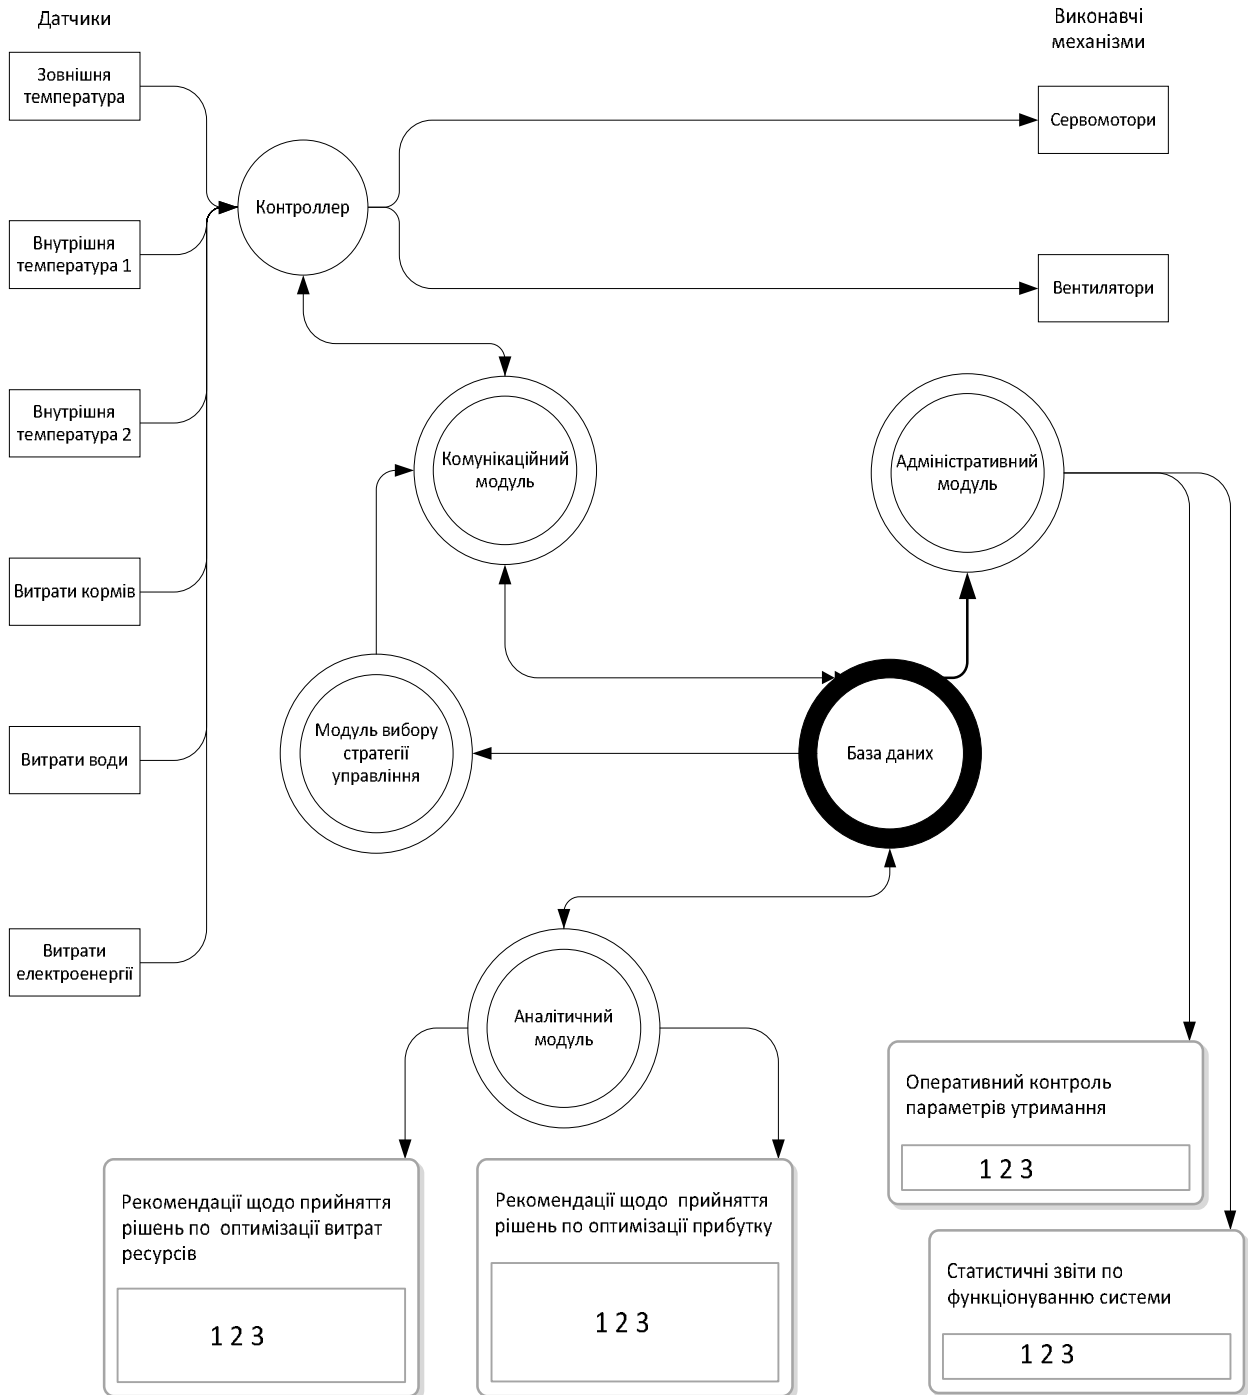 Датчики
Виконавчі
механізми
Зовнішня
температура
Сервомотори
Контроллер
Внутрішня
температура 1
Вентилятори
Внутрішня
температура 2
Комунікаційний
модуль
Адміністративний
модуль
Витрати кормів
Модуль вибору
стратегії
управління
База даних
Витрати води
Витрати
електроенергії
Аналітичний
модуль
Оперативний контроль
параметрів утримання
1 2 3
Рекомендації щодо прийняття
рішень по оптимізації витрат
ресурсів
1 2 3
Рекомендації щодо прийняття
рішень по оптимізації прибутку
1 2 3
Статистичні звіти по
функціонуванню системи
1 2 3